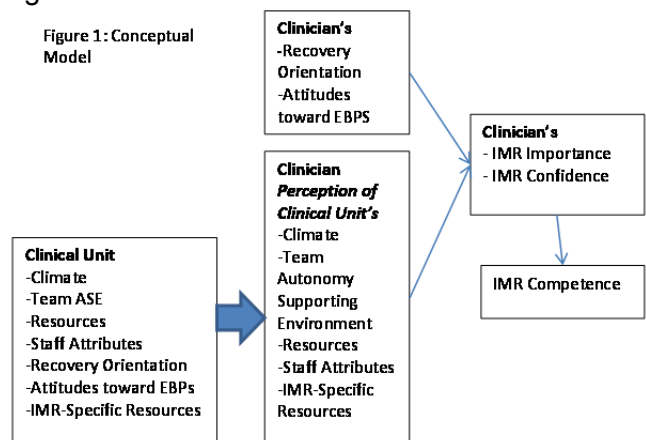 Figure 1: Conceptual
Model
Clinician's
-Recovery
Orientation
-Attitudes
toward EBPS
Clinician
Perception of
Clinical Unit's
-Climate
-Team
Autonomy
Supporting
Environment
-Resources
-Staff Attributes
-IMR-Specific
Resources
Clinical Unit
-Climate
-Team ASE
-Resources
-Staff Attributes
-Recovery Orientation
-Attitudes toward EBPs
-IMR-Specific Resources
Clinician's
- IMR Importance
- IMR Confidence
IMR Competence